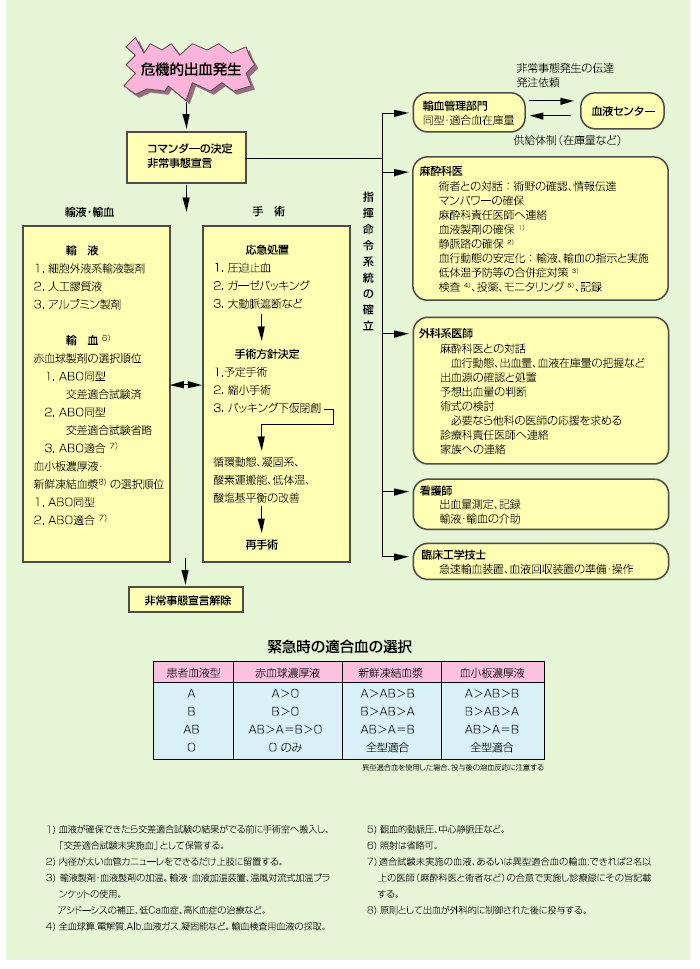 危機的出血発生
コマンダーの決定
非常事態宣言
非常事態発生の伝達
発注依頼
輸血管理部門
同型・適合血在庫量
血液センター
供給体制(在庫量など)
指揮命令系統の確立
麻酔科医
術者との対話:術野の確認、情報伝達
マンパワーの確保
麻酔科責任医師へ連絡
血液製剤の確保 1)
静脈路の確保 2)
血行動態の安定化:輸液、輸血の指示と実施
低体温予防等の合併症対策 3)
検査 4)、投薬、モニタリング 5)、記録
外科系医師
麻酔科医との対話
血行動態、出血量、血液在庫量の把握など
出血源の確認と処置
予想出血量の判断
術式の検討
必要なら他科の医師の応援を求める
診療科責任医師へ連絡
家族への連絡
看護師
出血量測定、記録
輸液・輸血の介助
臨床工学技士
急速輸血装置、血液回収装置の準備・操作
輸液・輸血
輸 液
1. 細胞外液系輸液製剤
2. 人工膠質液
3. アルブミン製剤
輸 血 6)
赤血球製剤の選択順位
1. ABO同型
交差適合試験済
2. ABO同型
交差適合試験省略
3. ABO適合 7)
血小板濃厚液・
新鮮凍結血漿8) の選択順位
1. ABO同型
2. ABO適合 7)
手 術
応急処置
1. 圧迫止血
2. ガーゼパッキング
3. 大動脈遮断など
手術方針決定
1.予定手術
2. 縮小手術
3. パッキング下仮閉創
循環動態、凝固系、
酸素運搬能、低体温、
酸塩基平衡の改善
再手術
非常事態宣言解除
緊急時の適合血の選択
患者血液型 赤血球濃厚液 新鮮凍結血漿 血小板濃厚液
A A>O A>AB>B A>AB>B
B B>O B>AB>A B>AB>A
AB AB>A=B>O AB>A=B AB>A=B
O O のみ 全型適合 全型適合
異型適合血を使用した場合、投与後の溶血反応に注意する
1) 血液が確保できたら交差適合試験の結果がでる前に手術室へ搬入し、
「交差適合試験未実施血」として保管する。
2) 内径が太い血管カニューレをできるだけ上肢に留置する。
3) 輸液製剤・血液製剤の加温。輸液・血液加温装置、温風対流式加温ブラ
ンケットの使用。
アシドーシスの補正、低Ca血症、高K血症の治療など。
4) 全血球算,電解質,Alb,血液ガス,凝固能など。輸血検査用血液の採取。
5) 観血的動脈圧、中心静脈圧など。
6) 照射は省略可。
7) 適合試験未実施の血液、あるいは異型適合血の輸血;できれば2名以
上の医師(麻酔科医と術者など)の合意で実施し診療録にその旨記載
する。
8) 原則として出血が外科的に制御された後に投与する。